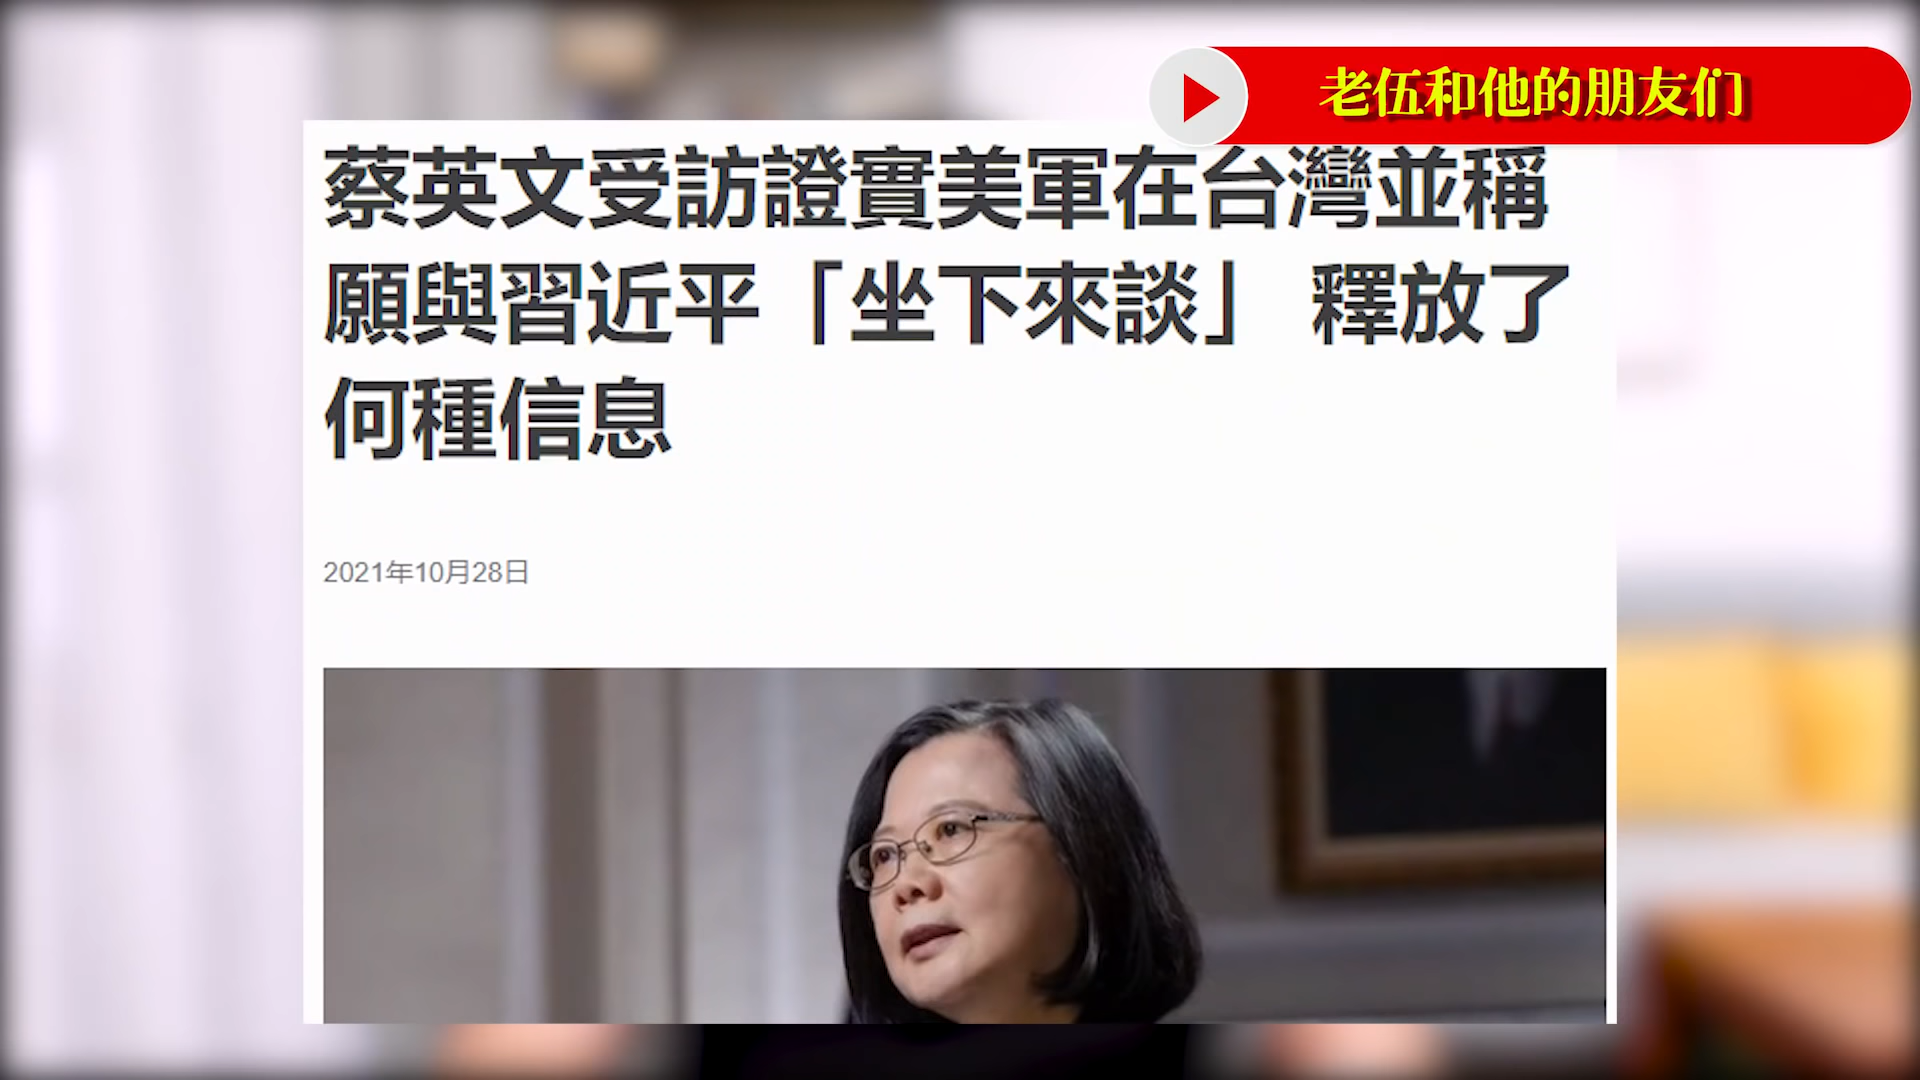 老伍和他的朋友们
蔡英文受訪證實美軍在台灣並稱
願與習近平「坐下來談」 釋放了
何種信息
2021年10月28日